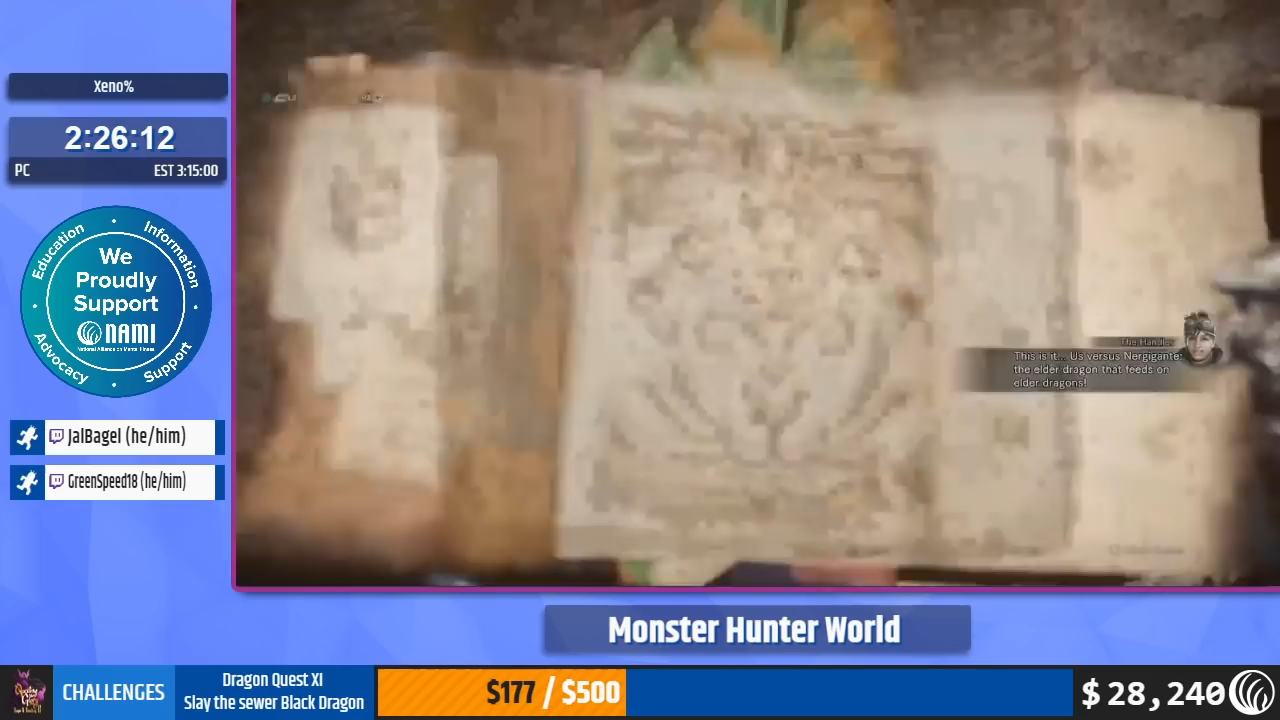 Xeno%
2:26:12
PC EST 3:15:00
Education · Information · Support · Advocacy
We
Proudly
Support
NAMI
JalBagel (he/him)
GreenSpeed18 (he/him)
The Handler
This is it... Us versus Nergigante:
the elder dragon that feeds on
elder dragons!
Monster Hunter World
CHALLENGES
Dragon Quest XI
Slay the sewer Black Dragon
$177 / $500
$28,240